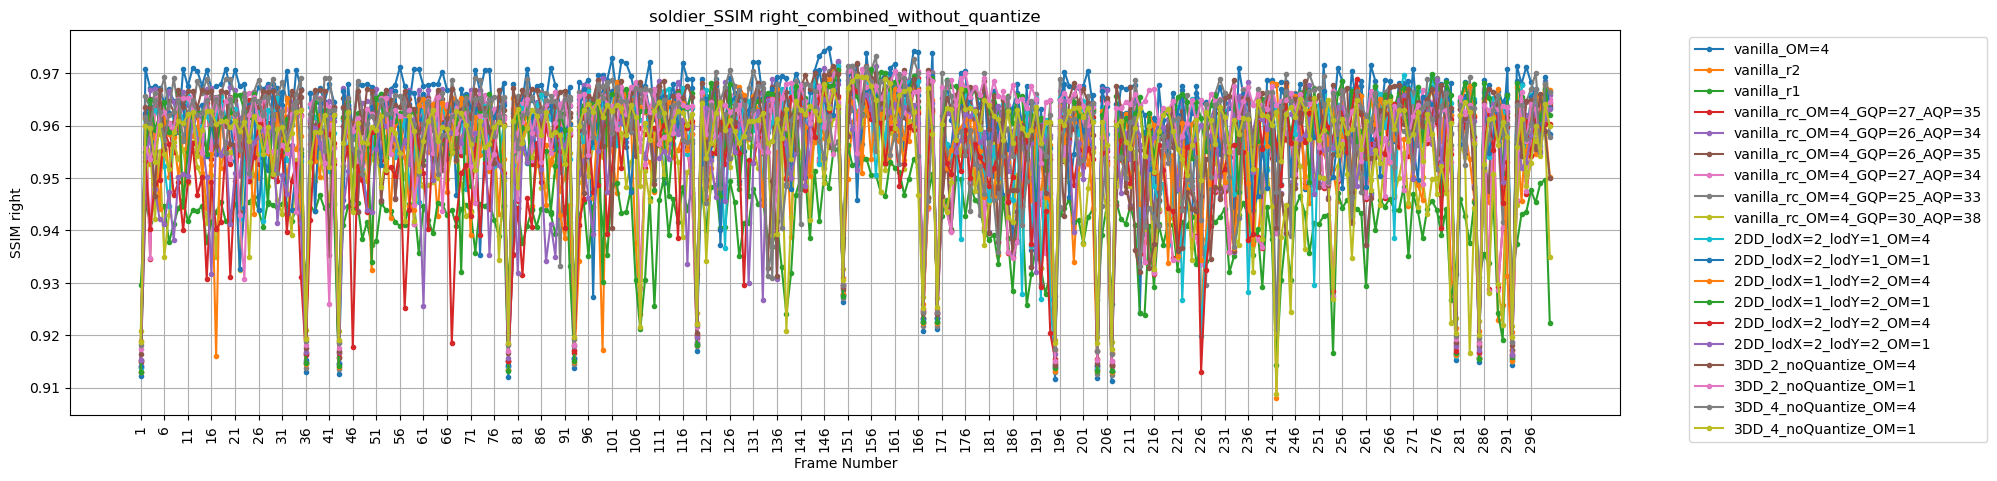 soldier_SSIM right_combined_without_quantize
SSIM right
0.97
0.96
0.95
0.94
0.93
0.92
0.91
1 6 11 16 21 26 31 36 41 46 51 56 61 66 71 76 81 86 91 96 101 106 111 116 121 126 131 136 141 146 151 156 161 166 171 176 181 186 191 196 201 206 211 216 221 226 231 236 241 246 251 256 261 266 271 276 281 286 291 296
Frame Number
vanilla_OM=4
vanilla_r2
vanilla_r1
vanilla_rc_OM=4_GQP=27_AQP=35
vanilla_rc_OM=4_GQP=26_AQP=34
vanilla_rc_OM=4_GQP=26_AQP=35
vanilla_rc_OM=4_GQP=27_AQP=34
vanilla_rc_OM=4_GQP=25_AQP=33
vanilla_rc_OM=4_GQP=30_AQP=38
2DD_lodX=2_lodY=1_OM=4
2DD_lodX=2_lodY=1_OM=1
2DD_lodX=1_lodY=2_OM=4
2DD_lodX=1_lodY=2_OM=1
2DD_lodX=2_lodY=2_OM=4
2DD_lodX=2_lodY=2_OM=1
3DD_2_noQuantize_OM=4
3DD_2_noQuantize_OM=1
3DD_4_noQuantize_OM=4
3DD_4_noQuantize_OM=1